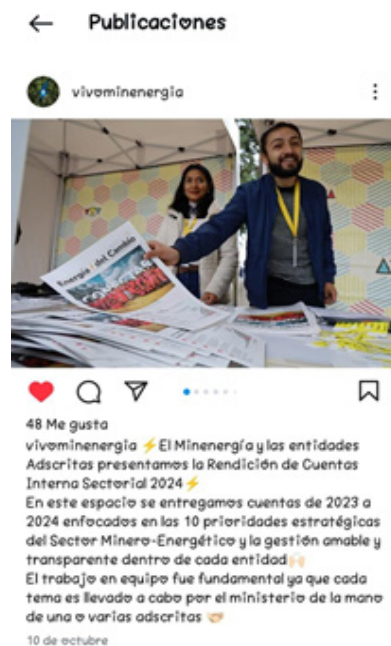 Publicaciones
vivominenergia
Energía del Cambio
48 Me gusta
vivominenergia ⚡El Minenergía y las entidades
Adscritas presentamos la Rendición de Cuentas
Interna Sectorial 2024⚡
En este espacio se entregamos cuentas de 2023 a
2024 enfocados en las 10 prioridades estratégicas
del Sector Minero-Energético y la gestión amable y
transparente dentro de cada entidad🙌🏻
El trabajo en equipo fue fundamental ya que cada
tema es llevado a cabo por el ministerio de la mano
de una o varias adscritas 🤝
10 de octubre